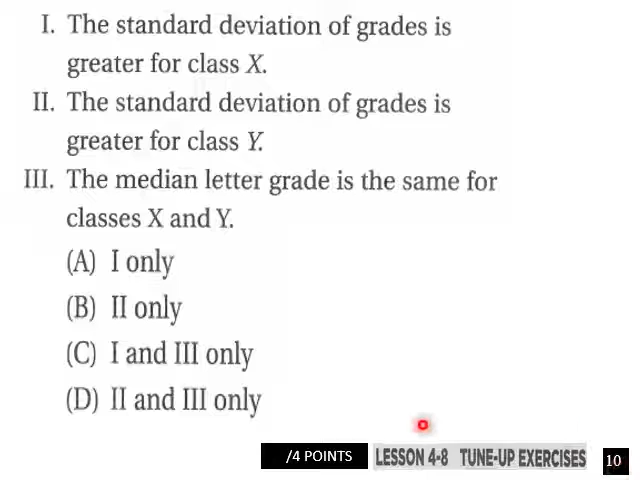 I. The standard deviation of grades is
greater for class X.
II. The standard deviation of grades is
greater for class Y.
III. The median letter grade is the same for
classes X and Y.
(A) I only
(B) II only
(C) I and III only
(D) II and III only
/4 POINTS LESSON 4-8 TUNE-UP EXERCISES 10